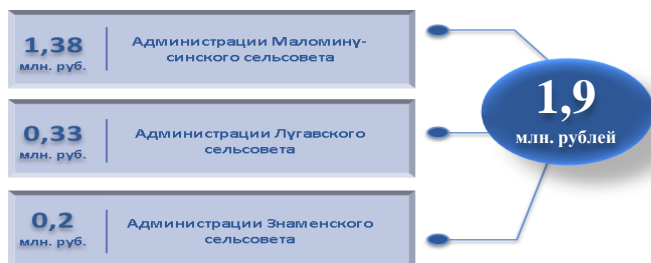 1,38
млн. руб.
Администрации Маломину-
синского сельсовета
0,33
млн. руб.
Администрации Лугавского
сельсовета
0,2
млн. руб.
Администрации Знаменского
сельсовета
1,9
млн. рублей